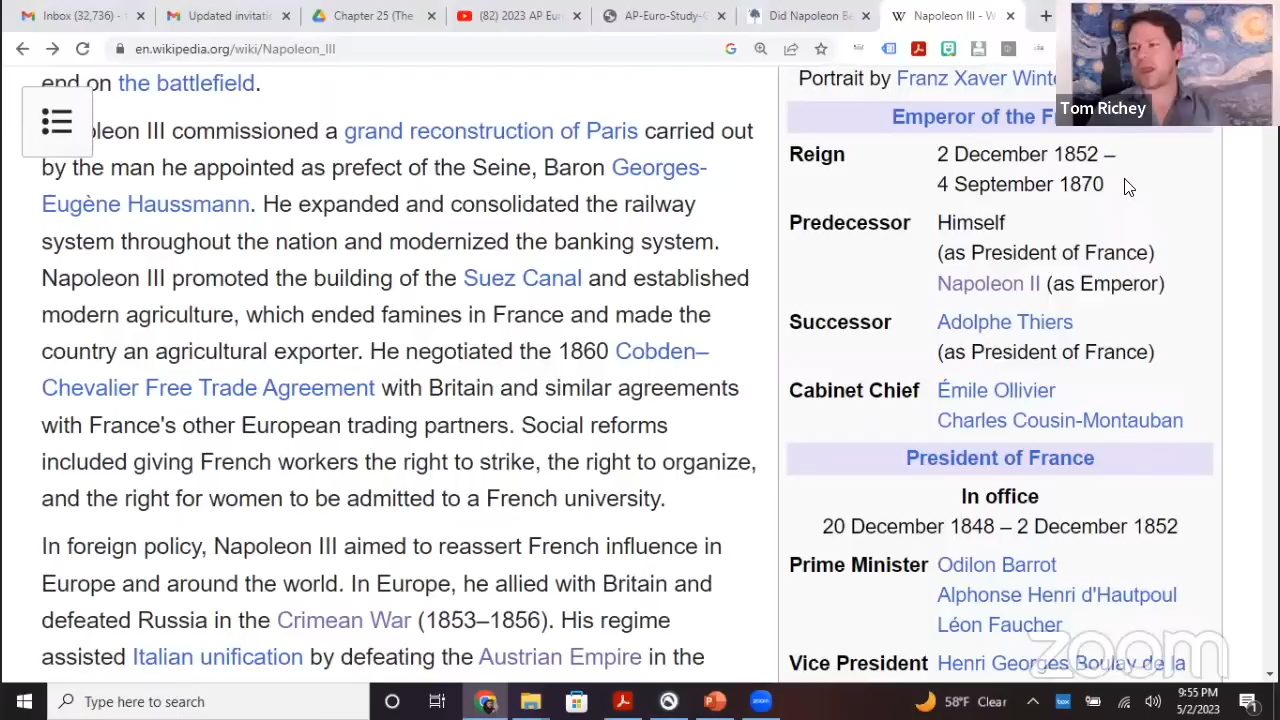 Inbox (32,736) -
Updated invitati
Chapter 25 (The
(82) 2023 AP Eur
AP-Euro-Study-G
Did Napoleon Be
Napoleon III - W
en.wikipedia.org/wiki/Napoleon_III
Tom Richey
end on the battlefield.
oleon III commissioned a grand reconstruction of Paris carried out
by the man he appointed as prefect of the Seine, Baron Georges-
Eugène Haussmann. He expanded and consolidated the railway
system throughout the nation and modernized the banking system.
Napoleon III promoted the building of the Suez Canal and established
modern agriculture, which ended famines in France and made the
country an agricultural exporter. He negotiated the 1860 Cobden–
Chevalier Free Trade Agreement with Britain and similar agreements
with France's other European trading partners. Social reforms
included giving French workers the right to strike, the right to organize,
and the right for women to be admitted to a French university.
In foreign policy, Napoleon III aimed to reassert French influence in
Europe and around the world. In Europe, he allied with Britain and
defeated Russia in the Crimean War (1853–1856). His regime
assisted Italian unification by defeating the Austrian Empire in the
Portrait by Franz Xaver Winte
Emperor of the F
Reign 2 December 1852 –
4 September 1870
Predecessor Himself
(as President of France)
Napoleon II (as Emperor)
Successor Adolphe Thiers
(as President of France)
Cabinet Chief Émile Ollivier
Charles Cousin-Montauban
President of France
In office
20 December 1848 – 2 December 1852
Prime Minister Odilon Barrot
Alphonse Henri d'Hautpoul
Léon Faucher
Vice President Henri Georges Boulay de la
zoom
Type here to search
zoom
58°F Clear
box
9:55 PM
5/2/2023
1